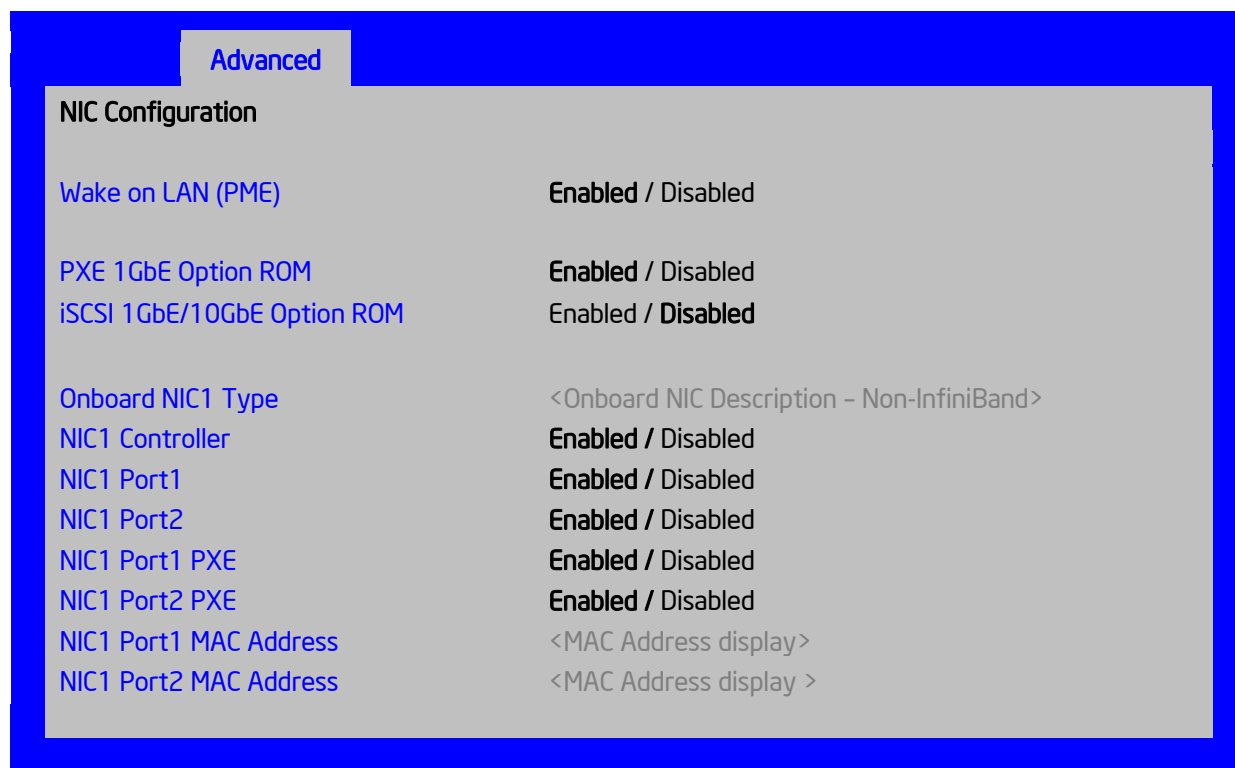 Advanced
NIC Configuration
Wake on LAN (PME) Enabled / Disabled
PXE 1GbE Option ROM Enabled / Disabled
iSCSI 1GbE/10GbE Option ROM Enabled / Disabled
Onboard NIC1 Type <Onboard NIC Description – Non-InfiniBand>
NIC1 Controller Enabled / Disabled
NIC1 Port1 Enabled / Disabled
NIC1 Port2 Enabled / Disabled
NIC1 Port1 PXE Enabled / Disabled
NIC1 Port2 PXE Enabled / Disabled
NIC1 Port1 MAC Address <MAC Address display>
NIC1 Port2 MAC Address <MAC Address display >